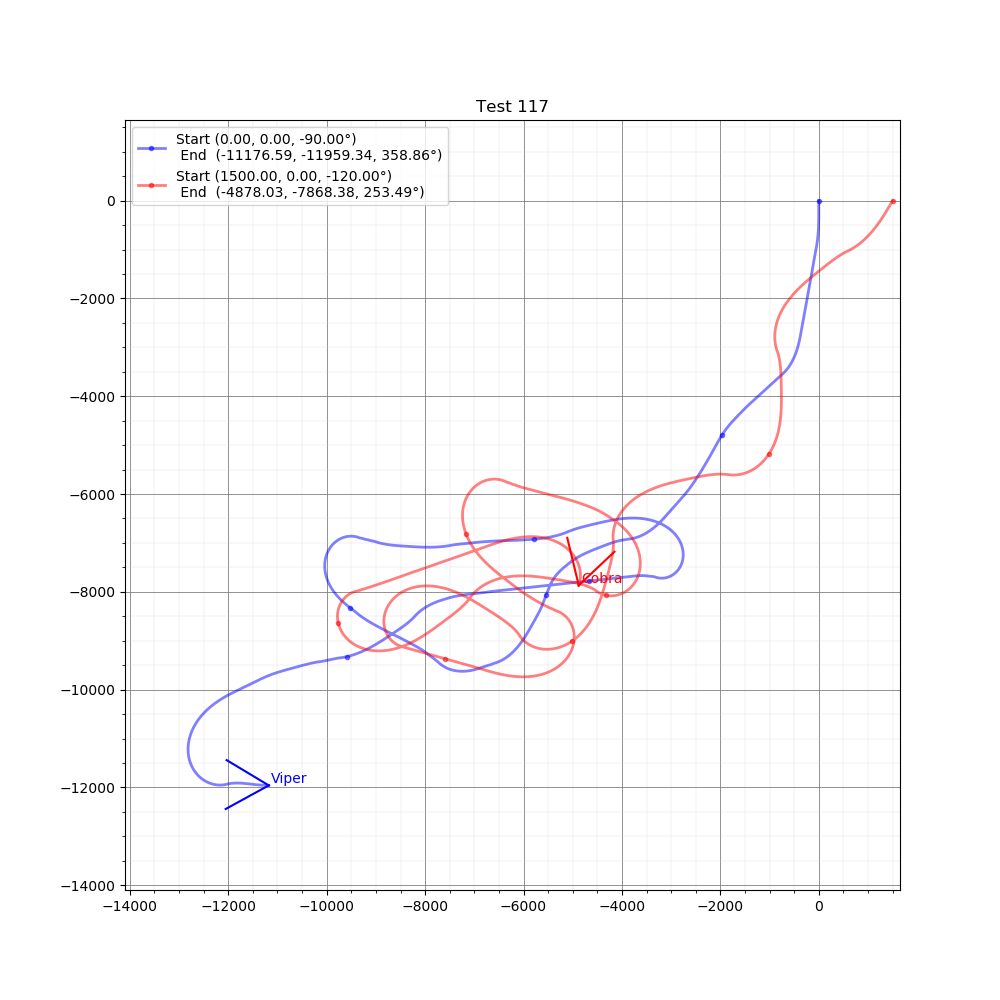 Test 117
Start (0.00, 0.00, -90.00°)
End (-11176.59, -11959.34, 358.86°)
Start (1500.00, 0.00, -120.00°)
End (-4878.03, -7868.38, 253.49°)
0
−2000
−4000
−6000
−8000
−10000
−12000
−14000
Cobra
Viper
−14000 −12000 −10000 −8000 −6000 −4000 −2000 0